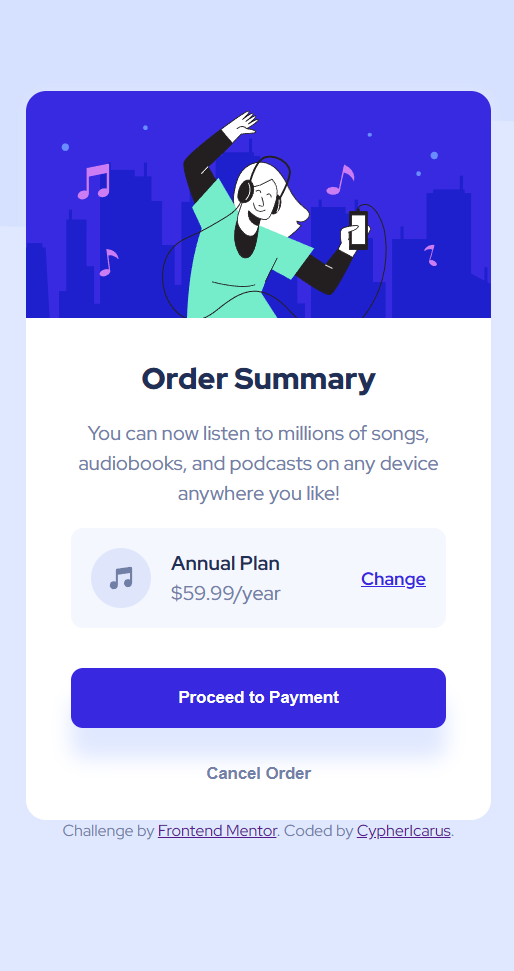 Order Summary
You can now listen to millions of songs,
audiobooks, and podcasts on any device
anywhere you like!
Annual Plan
$59.99/year
Change
Proceed to Payment
Cancel Order
Challenge by Frontend Mentor. Coded by CypherIcarus.